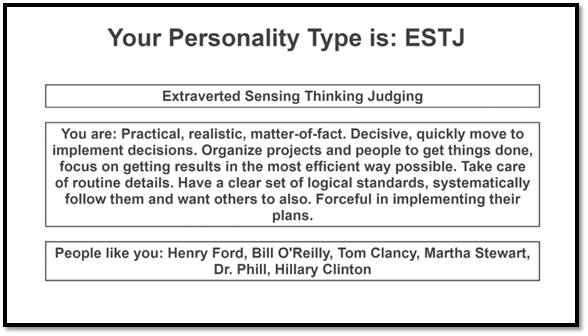 Your Personality Type is: ESTJ
Extraverted Sensing Thinking Judging
You are: Practical, realistic, matter-of-fact. Decisive, quickly move to
implement decisions. Organize projects and people to get things done,
focus on getting results in the most efficient way possible. Take care
of routine details. Have a clear set of logical standards, systematically
follow them and want others to also. Forceful in implementing their
plans.
People like you: Henry Ford, Bill O'Reilly, Tom Clancy, Martha Stewart,
Dr. Phill, Hillary Clinton